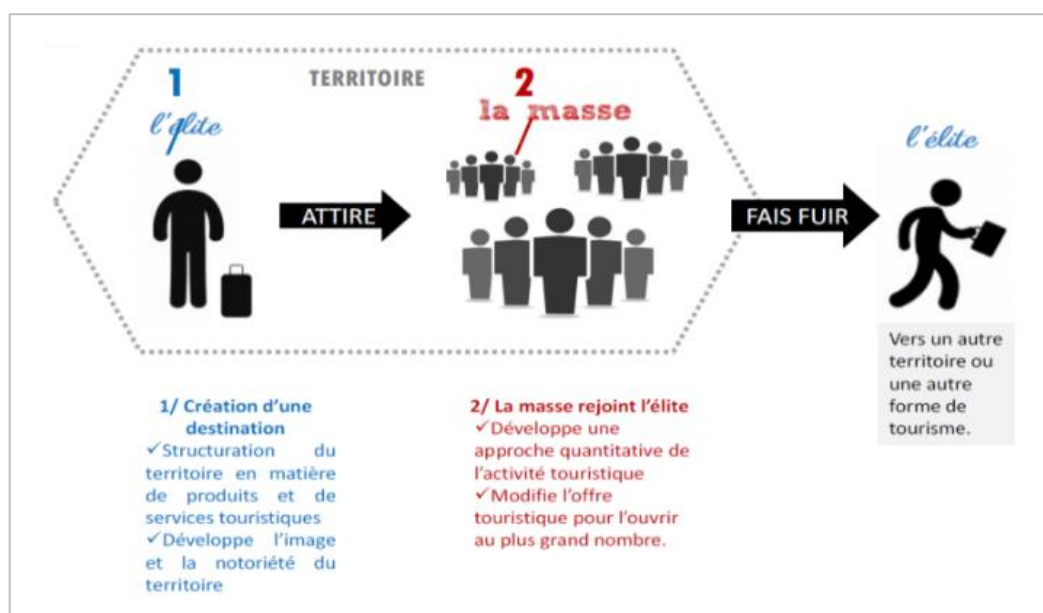 TERRITOIRE
1
l'élite
2
la masse
l'élite
ATTIRE
FAIS FUIR
Vers un autre
territoire ou
une autre
forme de
tourisme.
1/ Création d'une
destination
✓Structuration du
territoire en matière
de produits et de
services touristiques
✓Développe l'image
et la notoriété du
territoire
2/ La masse rejoint l'élite
✓Développe une
approche quantitative de
l'activité touristique
✓Modifie l'offre
touristique pour l'ouvrir
au plus grand nombre.